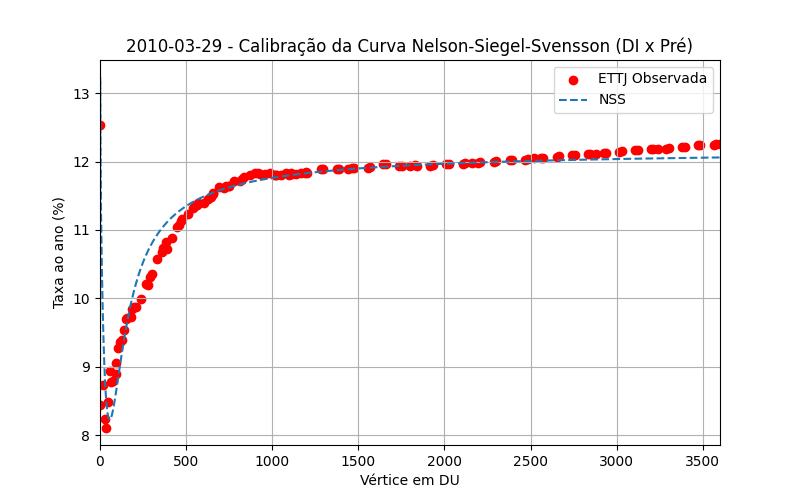 2010-03-29 - Calibração da Curva Nelson-Siegel-Svensson (DI x Pré)
ETTJ Observada
NSS
Taxa ao ano (%)
13
12
11
10
9
8
0 500 1000 1500 2000 2500 3000 3500
Vértice em DU